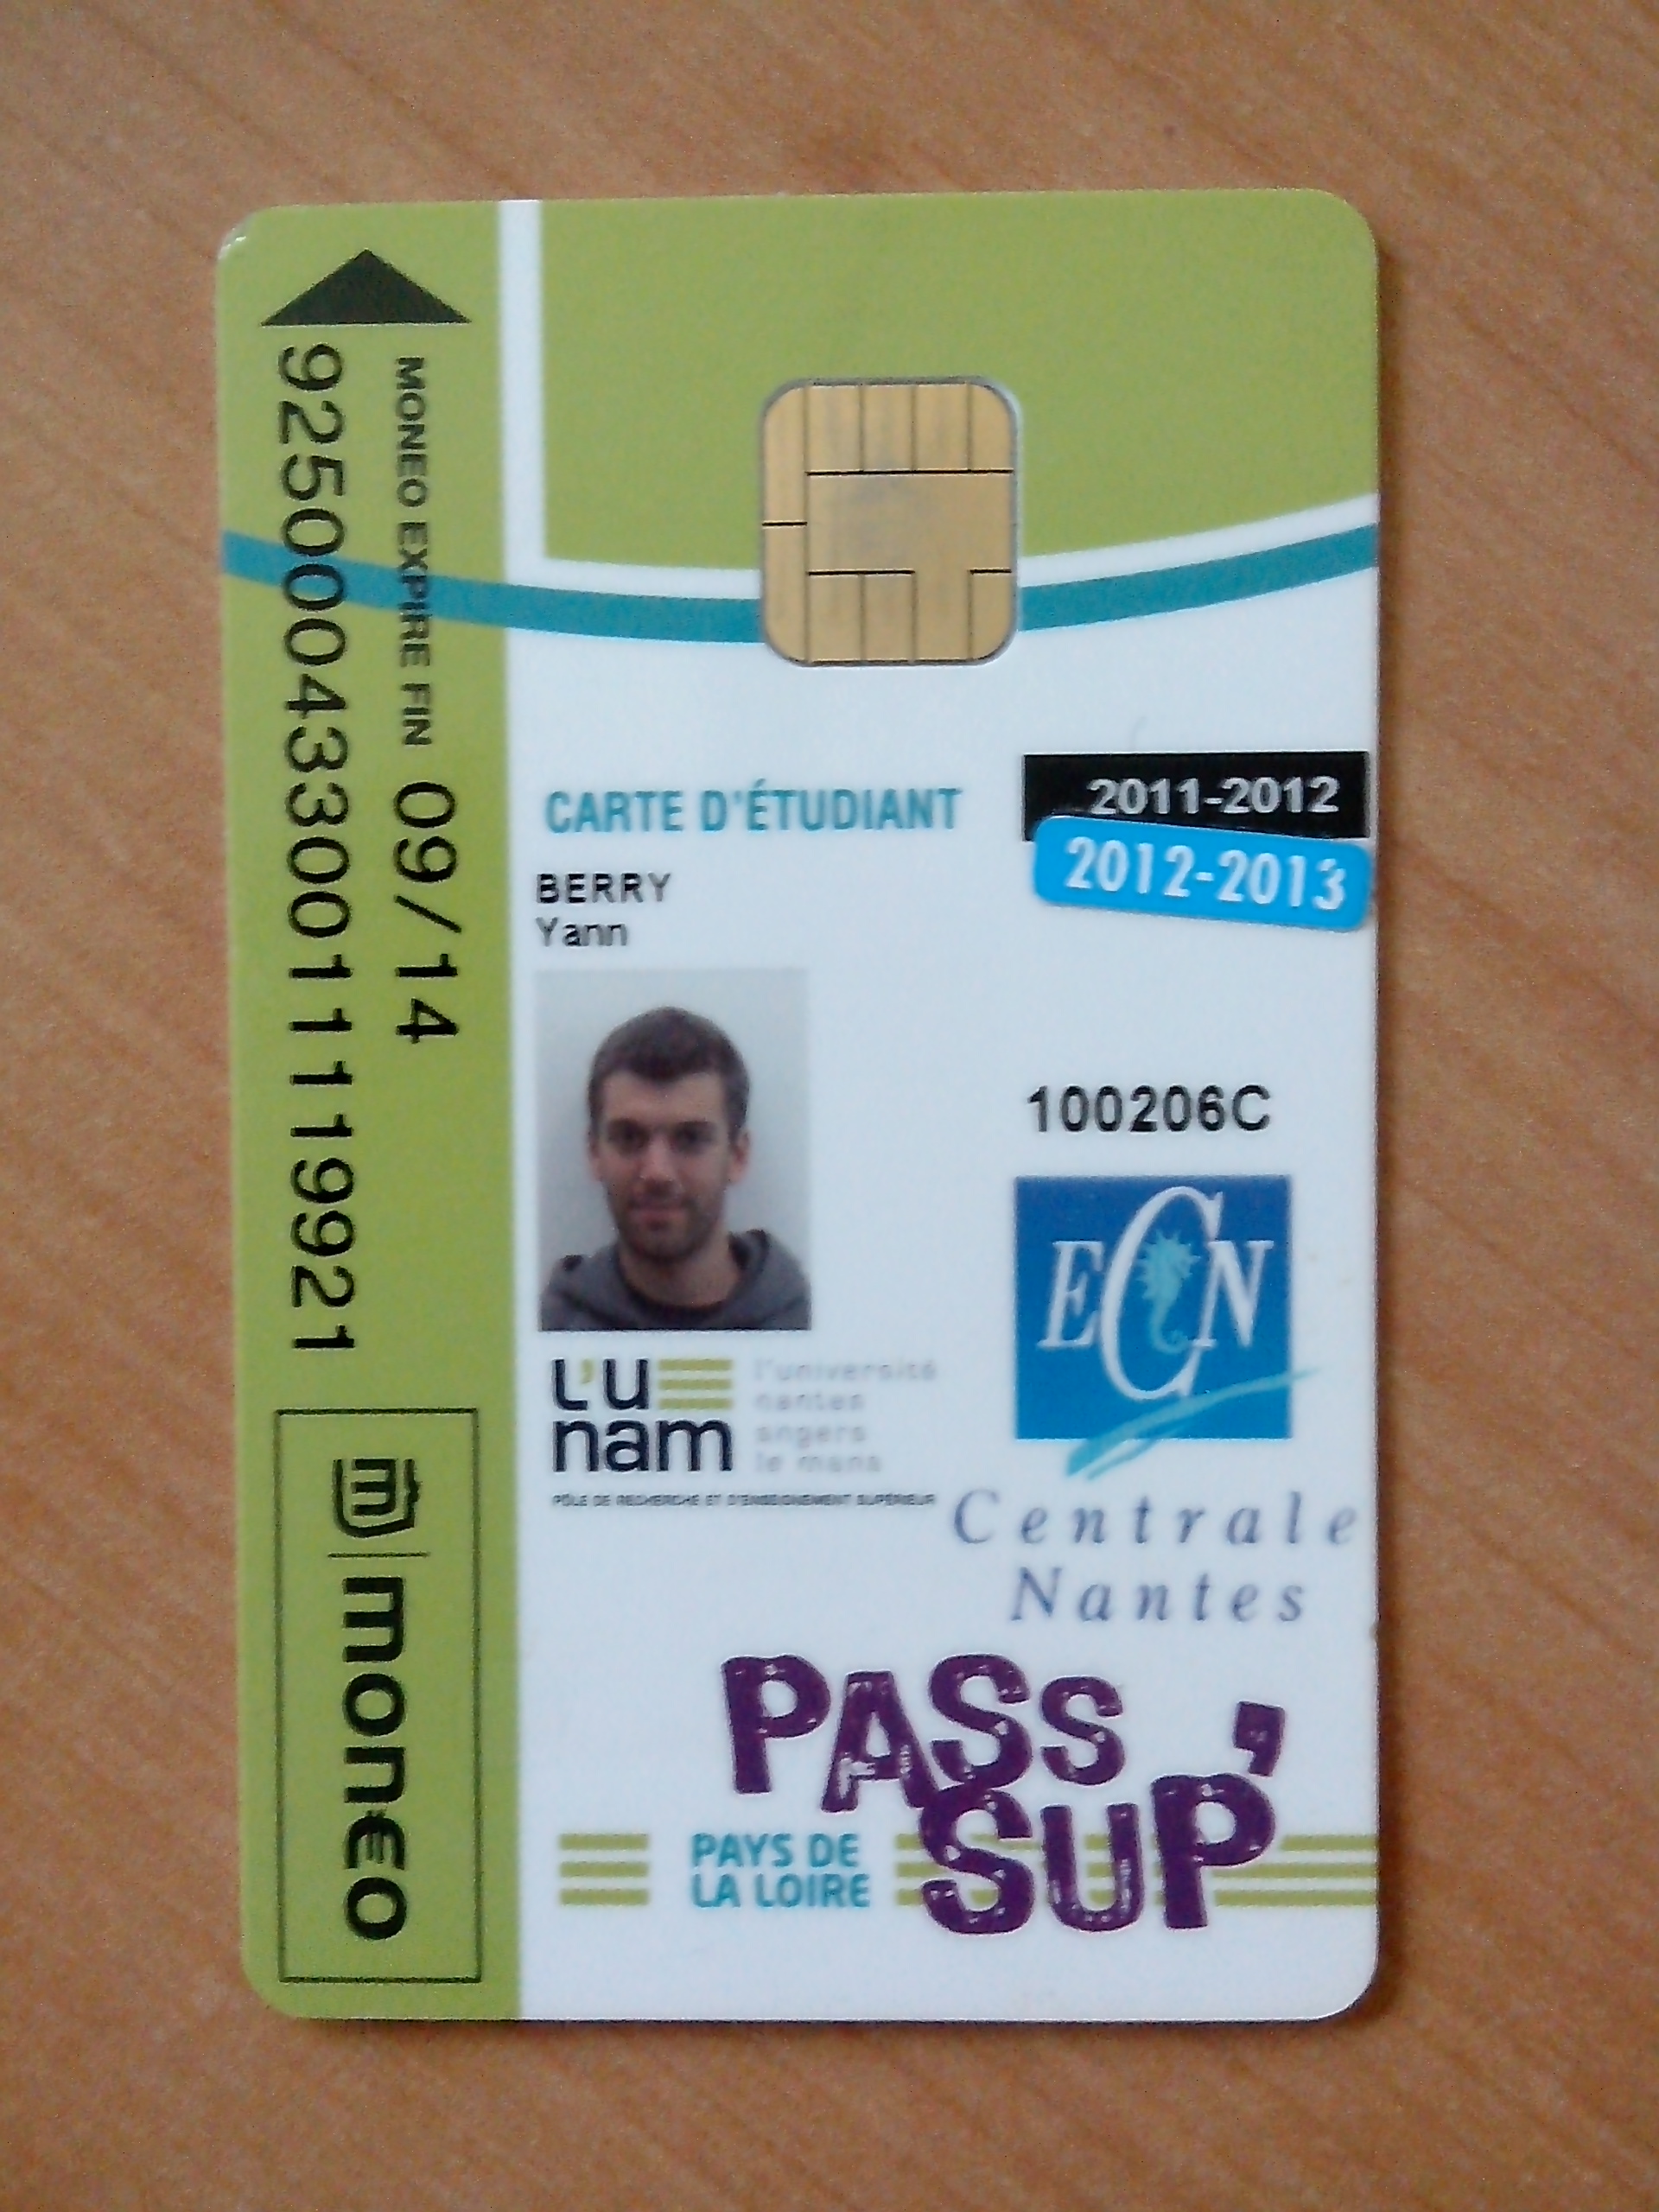 MONEO EXPIRE FIN 09/14
9250004330011119921
moneo
CARTE D'ÉTUDIANT
2011-2012
2012-2013
BERRY
Yann
100206C
ECN
Centrale
Nantes
L'U
nam
l'université
nantes
angers
le mans
PÔLE DE RECHERCHE ET D'ENSEIGNEMENT SUPÉRIEUR
PASS
SUP'
PAYS DE
LA LOIRE